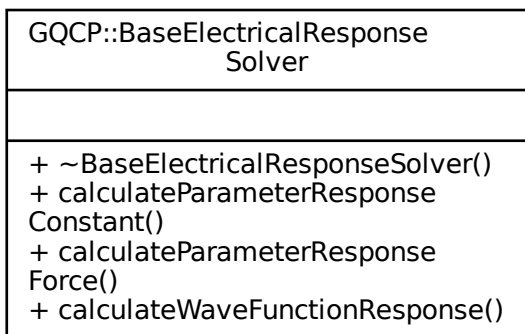 GQCP::BaseElectricalResponse
Solver
+ ~BaseElectricalResponseSolver()
+ calculateParameterResponse
Constant()
+ calculateParameterResponse
Force()
+ calculateWaveFunctionResponse()